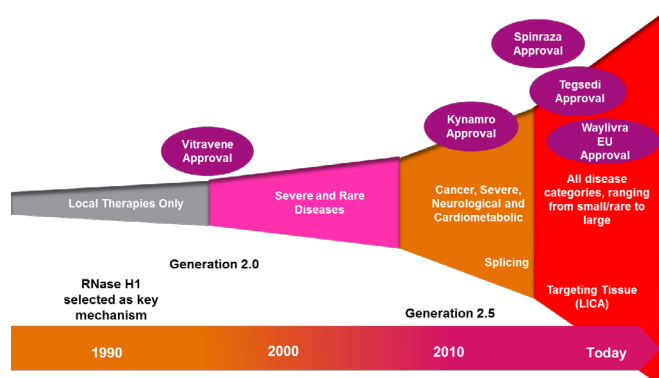 Spinraza
Approval
Tegsedi
Approval
Kynamro
Approval
Waylivra
EU
Approval
Vitravene
Approval
Local Therapies Only
Severe and Rare
Diseases
Cancer, Severe,
Neurological and
Cardiometabolic
All disease
categories, ranging
from small/rare to
large
Splicing
Generation 2.0
RNase H1
selected as key
mechanism
Targeting Tissue
(LICA)
Generation 2.5
1990
2000
2010
Today